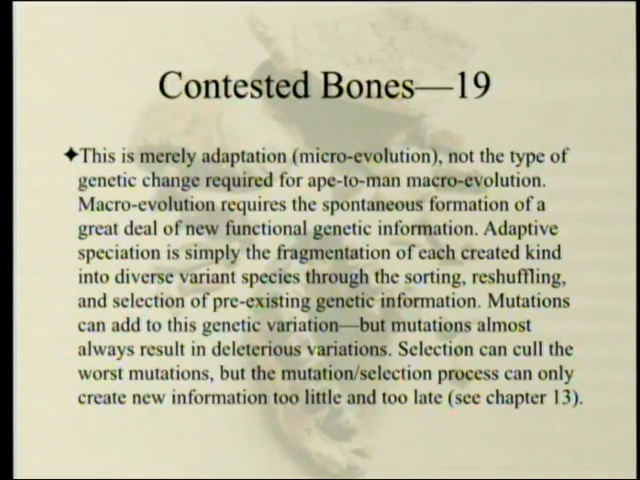 Contested Bones—19
✦This is merely adaptation (micro-evolution), not the type of
genetic change required for ape-to-man macro-evolution.
Macro-evolution requires the spontaneous formation of a
great deal of new functional genetic information. Adaptive
speciation is simply the fragmentation of each created kind
into diverse variant species through the sorting, reshuffling,
and selection of pre-existing genetic information. Mutations
can add to this genetic variation—but mutations almost
always result in deleterious variations. Selection can cull the
worst mutations, but the mutation/selection process can only
create new information too little and too late (see chapter 13).